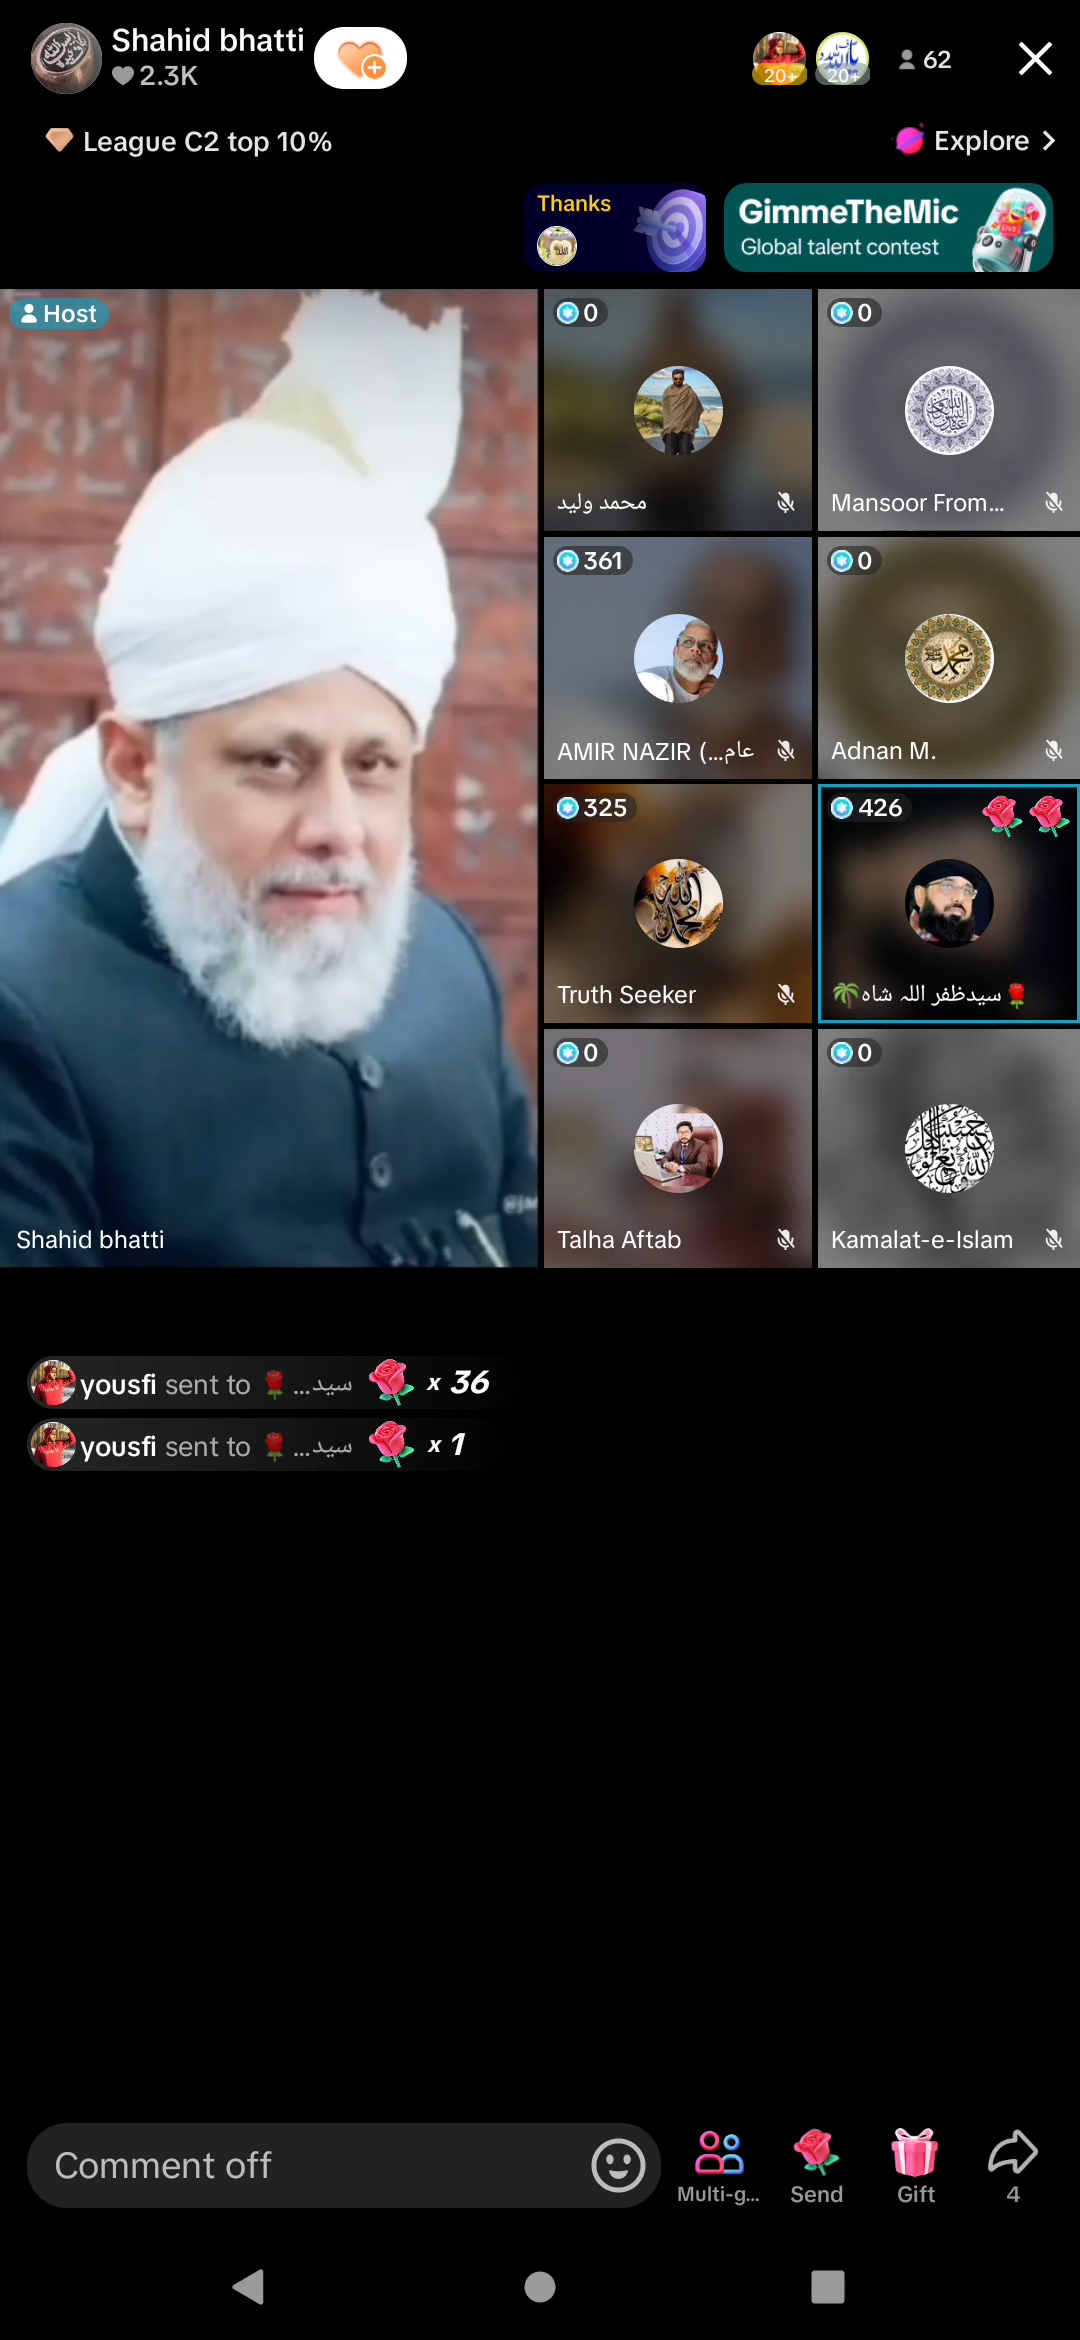 Shahid bhatti
2.3K
20+
20+
62
League C2 top 10%
Explore
Thanks
GimmeTheMic
Global talent contest
LIVE
Host
0
0
محمد ولید
Mansoor From...
361
0
AMIR NAZIR (...عام
Adnan M.
325
426
Truth Seeker
🌴سیدظفر اللہ شاہ🌹
0
0
Shahid bhatti
Talha Aftab
Kamalat-e-Islam
yousfi sent to 🌹 ...سید x 36
yousfi sent to 🌹 ...سید x 1
Comment off
Multi-g...
Send
Gift
4